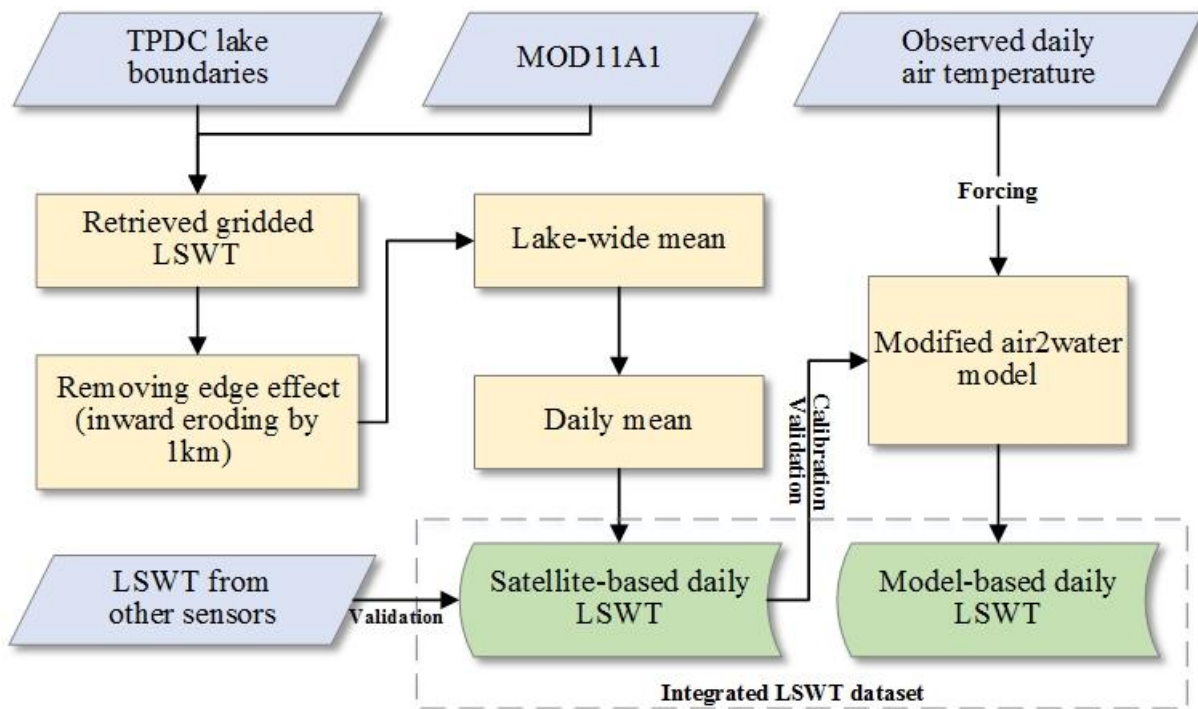 TPDC lake
boundaries
MOD11A1
Observed daily
air temperature
Forcing
Retrieved gridded
LSWT
Lake-wide mean
Modified air2water
model
Removing edge effect
(inward eroding by
1km)
Daily mean
Calibration
Validation
LSWT from
other sensors
Validation
Satellite-based daily
LSWT
Model-based daily
LSWT
Integrated LSWT dataset